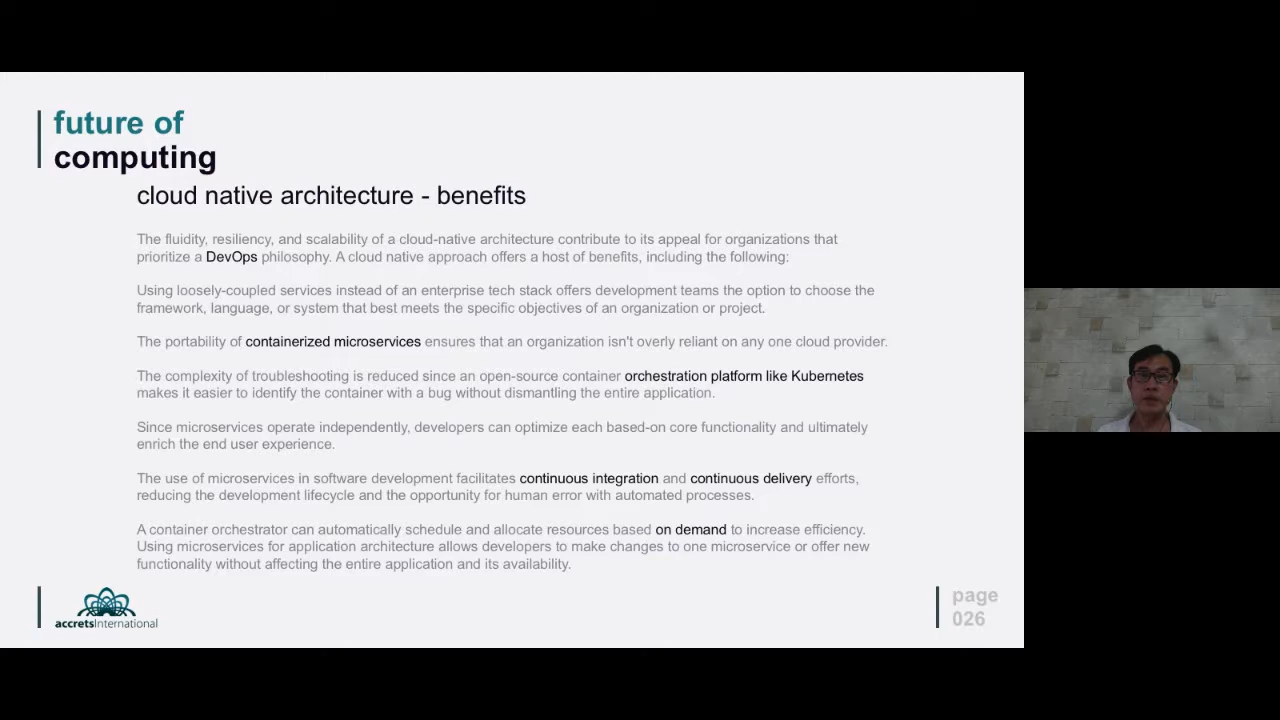 future of
computing
cloud native architecture - benefits
The fluidity, resiliency, and scalability of a cloud-native architecture contribute to its appeal for organizations that
prioritize a DevOps philosophy. A cloud native approach offers a host of benefits, including the following:
Using loosely-coupled services instead of an enterprise tech stack offers development teams the option to choose the
framework, language, or system that best meets the specific objectives of an organization or project.
The portability of containerized microservices ensures that an organization isn't overly reliant on any one cloud provider.
The complexity of troubleshooting is reduced since an open-source container orchestration platform like Kubernetes
makes it easier to identify the container with a bug without dismantling the entire application.
Since microservices operate independently, developers can optimize each based-on core functionality and ultimately
enrich the end user experience.
The use of microservices in software development facilitates continuous integration and continuous delivery efforts,
reducing the development lifecycle and the opportunity for human error with automated processes.
A container orchestrator can automatically schedule and allocate resources based on demand to increase efficiency.
Using microservices for application architecture allows developers to make changes to one microservice or offer new
functionality without affecting the entire application and its availability.
accretsInternational
page
026